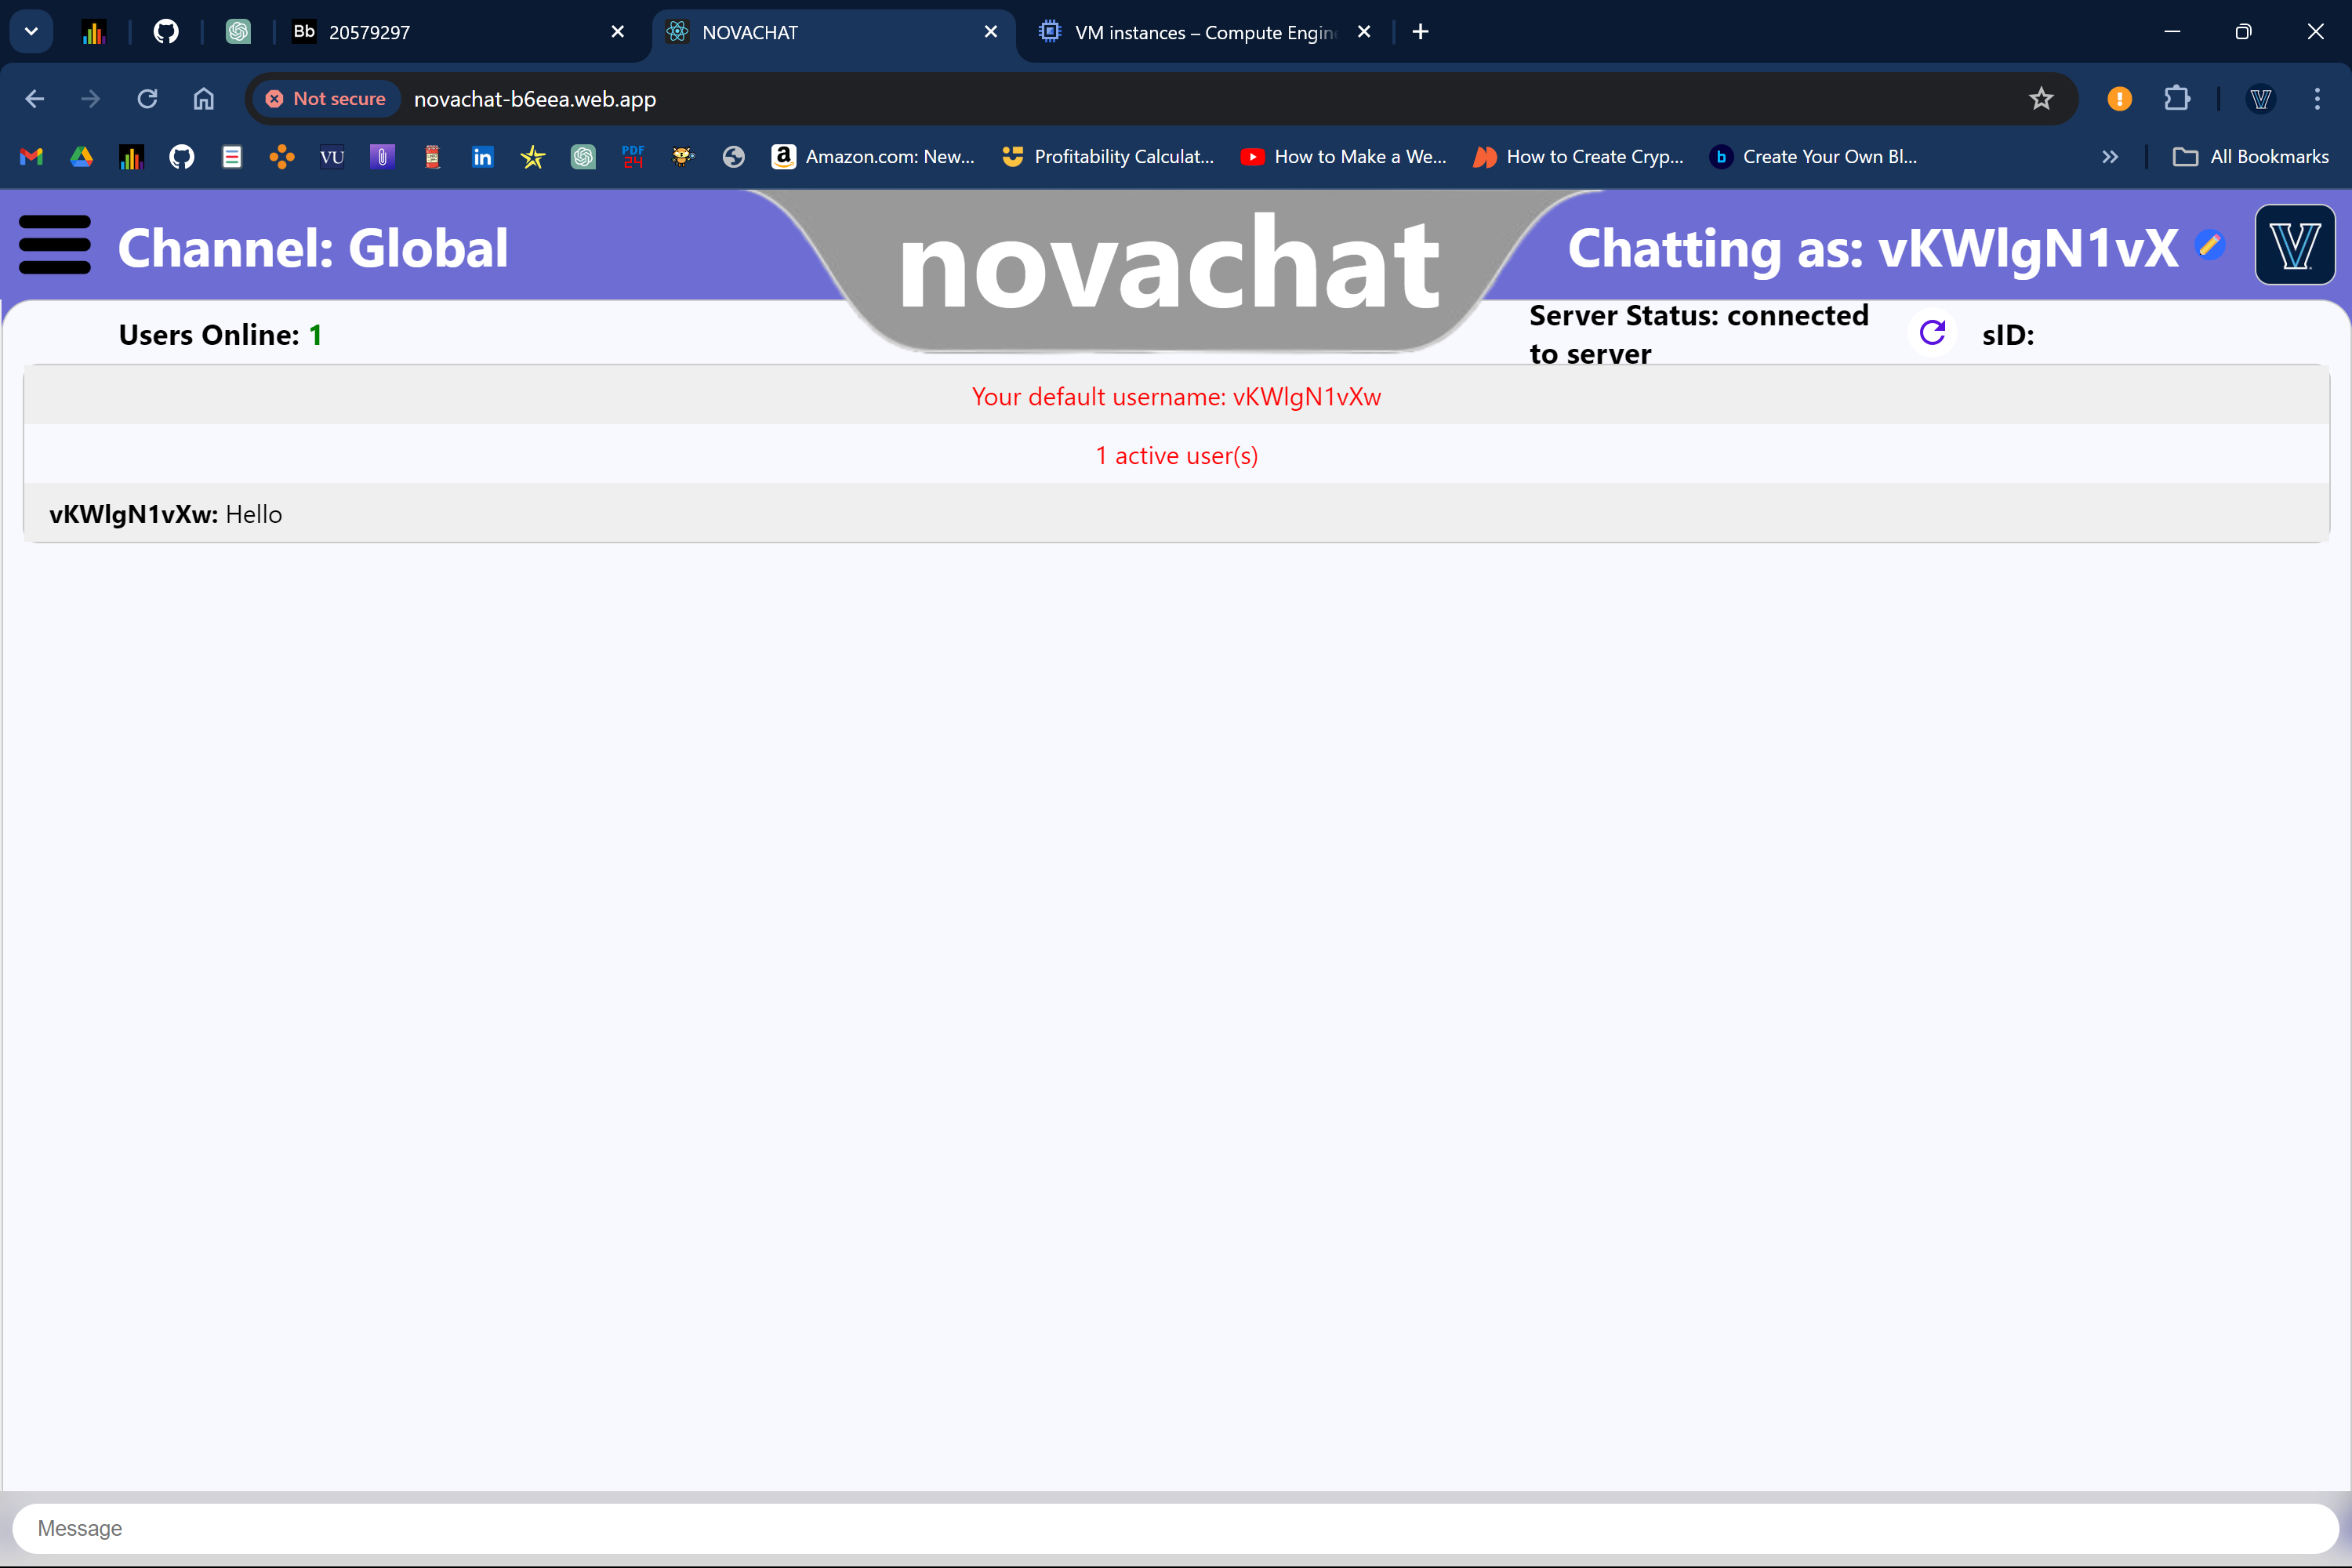 Bb 20579297
NOVACHAT
VM instances – Compute Engin
Not secure
novachat-b6eea.web.app
VU
in
PDF
24
a Amazon.com: New...
Profitability Calculat...
How to Make a We...
How to Create Cryp...
b Create Your Own Bl...
All Bookmarks
Channel: Global
novachat
Chatting as: vKWlgN1vX
V
Users Online: 1
Server Status: connected
to server
sID:
Your default username: vKWlgN1vXw
1 active user(s)
vKWlgN1vXw: Hello
Message